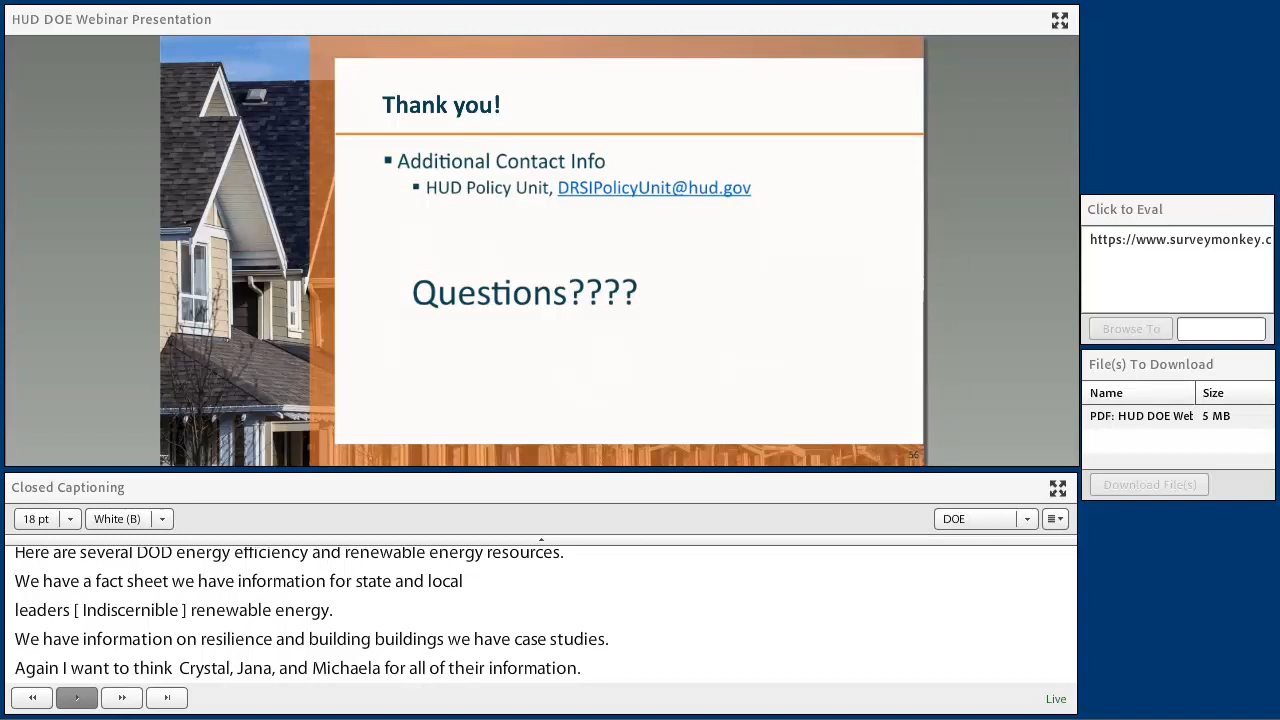 HUD DOE Webinar Presentation
Thank you!
Additional Contact Info
HUD Policy Unit, DRSIPolicyUnit@hud.gov
Questions????
56
Click to Eval
https://www.surveymonkey.c
Browse To
File(s) To Download
Name Size
PDF: HUD DOE Wet 5 MB
Download File(s)
Closed Captioning
18 pt White (B) DOE
Here are several DOD energy efficiency and renewable energy resources.
We have a fact sheet we have information for state and local
leaders [ Indiscernible ] renewable energy.
We have information on resilience and building buildings we have case studies.
Again I want to think Crystal, Jana, and Michaela for all of their information.
Live